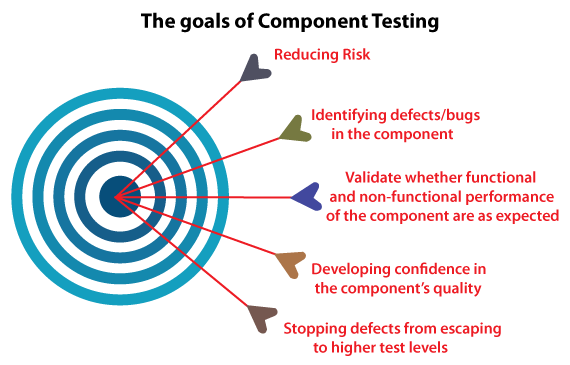 The goals of Component Testing
Reducing Risk
Identifying defects/bugs
in the component
Validate whether functional
and non-functional performance
of the component are as expected
Developing confidence in
the component's quality
Stopping defects from escaping
to higher test levels